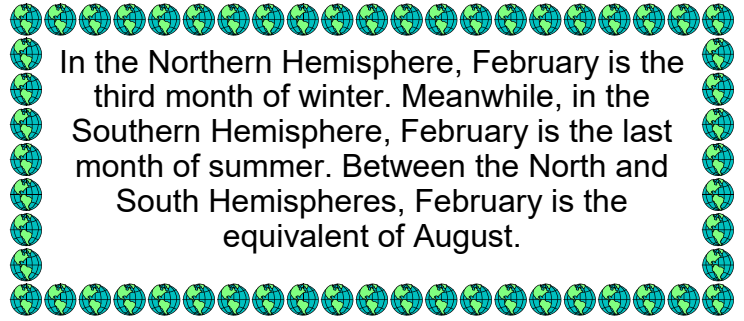 In the Northern Hemisphere, February is the
third month of winter. Meanwhile, in the
Southern Hemisphere, February is the last
month of summer. Between the North and
South Hemispheres, February is the
equivalent of August.